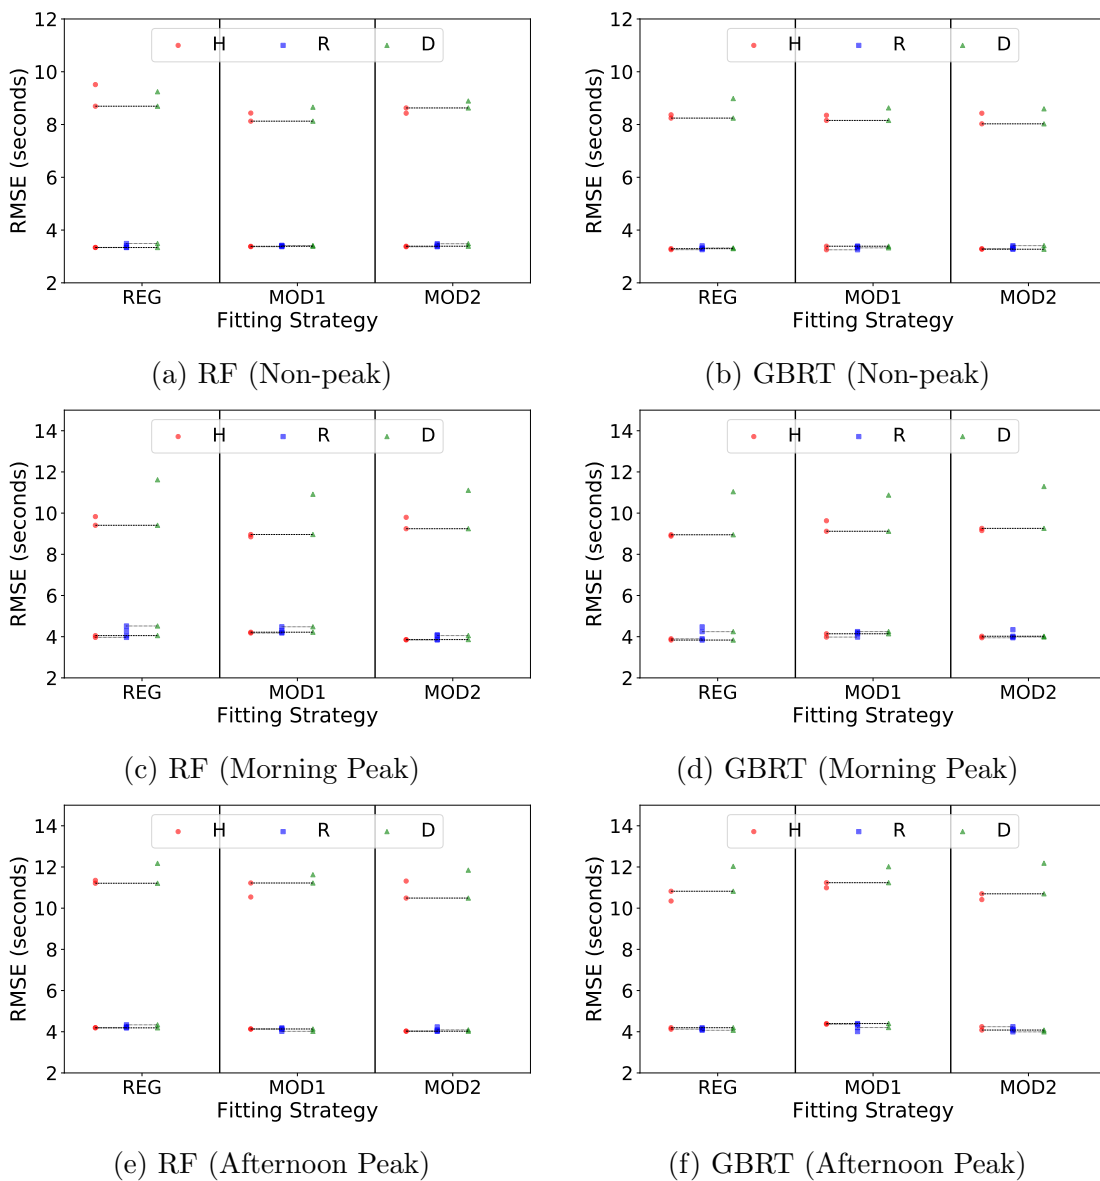 12
10
8
6
4
2
RMSE (seconds)
H R D
REG MOD1 MOD2
Fitting Strategy
(a) RF (Non-peak)
12
10
8
6
4
2
RMSE (seconds)
H R D
REG MOD1 MOD2
Fitting Strategy
(b) GBRT (Non-peak)
14
12
10
8
6
4
2
RMSE (seconds)
H R D
REG MOD1 MOD2
Fitting Strategy
(c) RF (Morning Peak)
14
12
10
8
6
4
2
RMSE (seconds)
H R D
REG MOD1 MOD2
Fitting Strategy
(d) GBRT (Morning Peak)
14
12
10
8
6
4
2
RMSE (seconds)
H R D
REG MOD1 MOD2
Fitting Strategy
(e) RF (Afternoon Peak)
14
12
10
8
6
4
2
RMSE (seconds)
H R D
REG MOD1 MOD2
Fitting Strategy
(f) GBRT (Afternoon Peak)